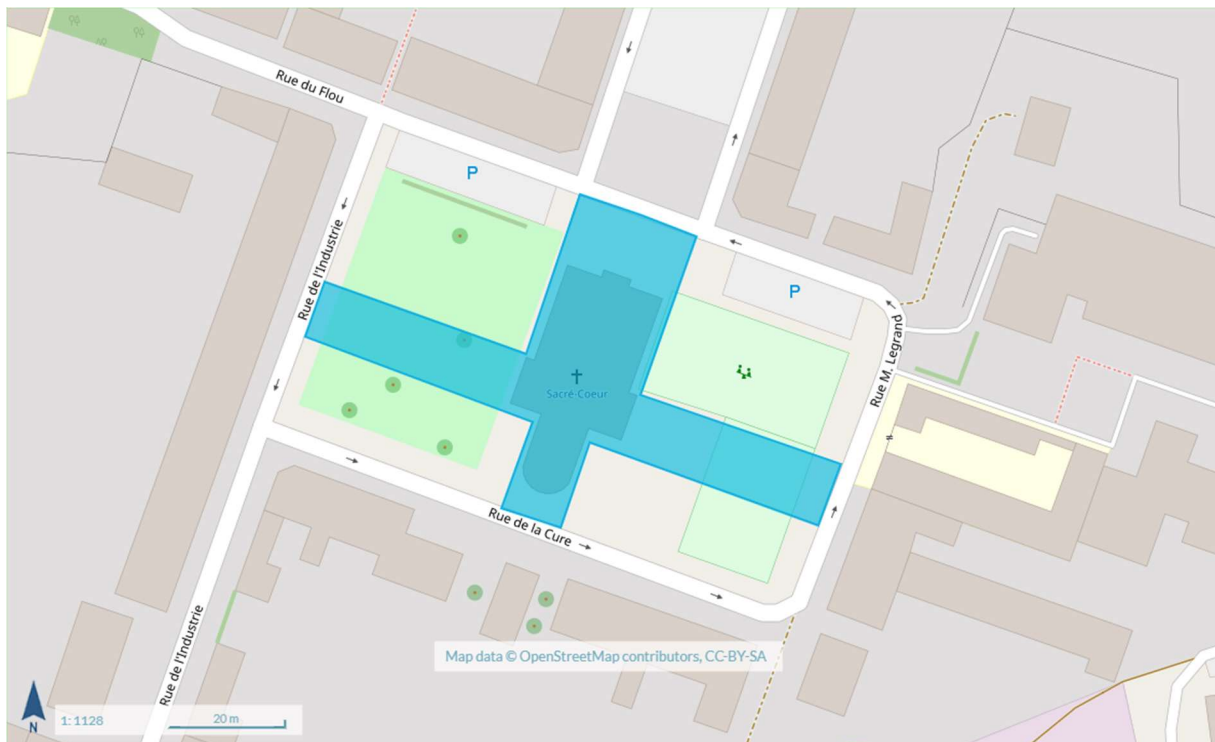 Rue du Flou
P
Rue de l'Industrie
P
Rue M. Legrand
Sacré-Coeur
Rue de la Cure
Rue de l'Industrie
Map data © OpenStreetMap contributors, CC-BY-SA
N
1: 1128
20 m